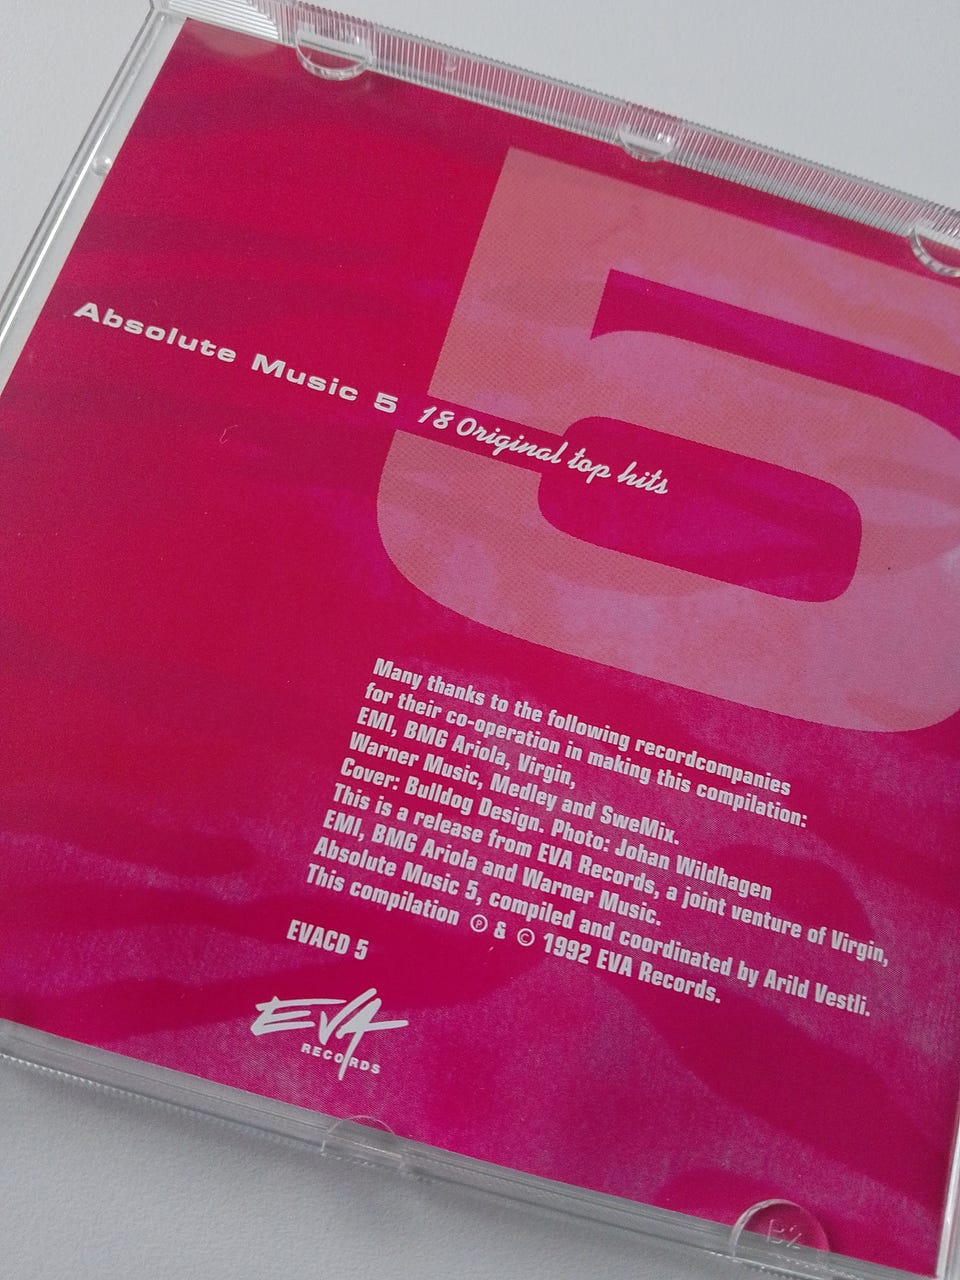 5
Absolute Music 5 18 Original top hits
Many thanks to the following recordcompanies
for their co-operation in making this compilation:
EMI, BMG Ariola, Virgin,
Warner Music, Medley and SweMix.
Cover: Bulldog Design. Photo: Johan Wildhagen
This is a release from EVA Records, a joint venture of Virgin,
EMI, BMG Ariola and Warner Music.
Absolute Music 5, compiled and coordinated by Arild Vestli.
This compilation ℗ & © 1992 EVA Records.
EVACD 5
EVA
RECORDS
B2